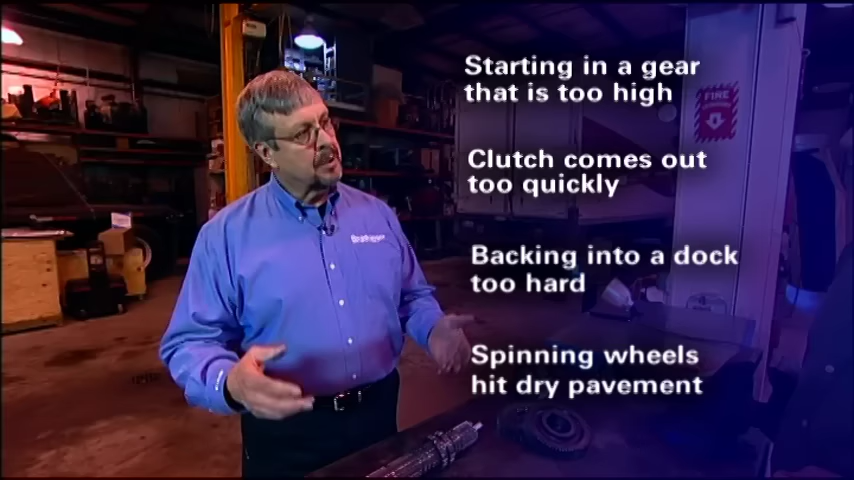 Starting in a gear
that is too high
FIRE
Clutch comes out
too quickly
Backing into a dock
too hard
Spinning wheels
hit dry pavement